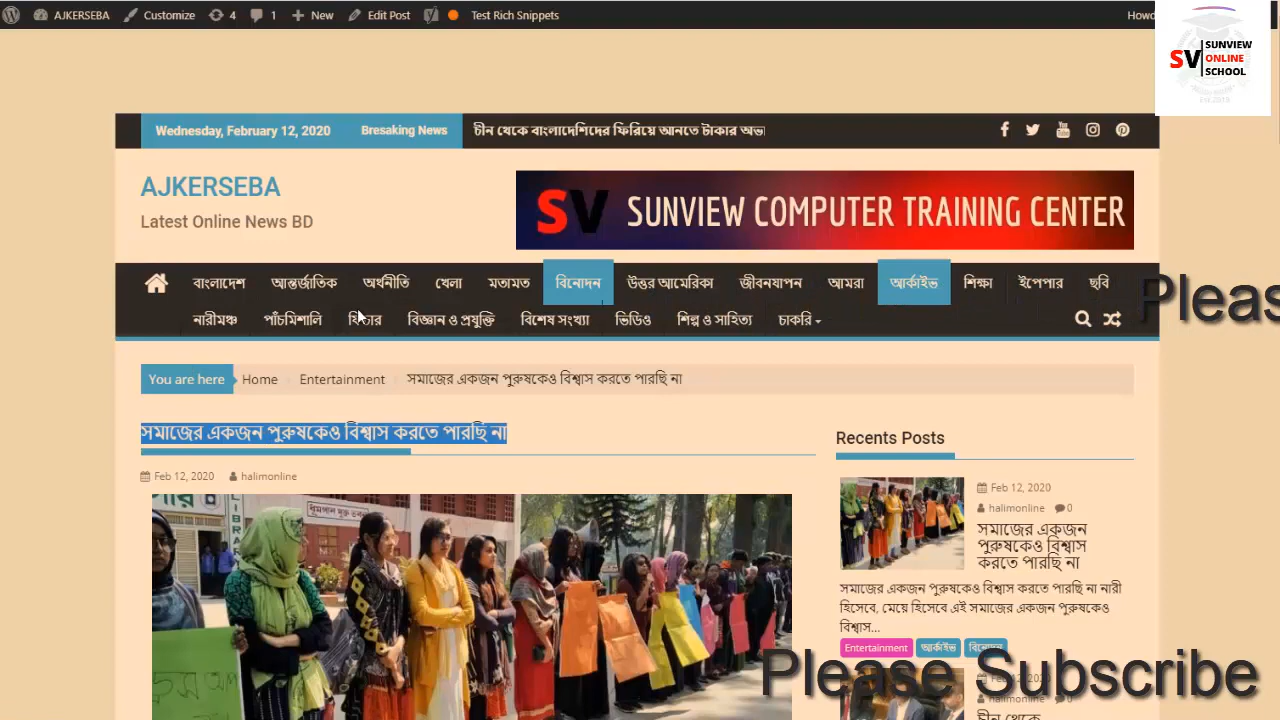 AJKERSEBA Customize 4 1 New Edit Post Test Rich Snippets
SV SUNVIEW ONLINE SCHOOL
Wednesday, February 12, 2020 Bresaking News চীন থেকে বাংলাদেশিদের ফিরিয়ে আনতে টাকার
AJKERSEBA
Latest Online News BD
SV SUNVIEW COMPUTER TRAINING CENTER
বাংলাদেশ আন্তর্জাতিক অর্থনীতি খেলা মতামত বিনোদন উত্তর আমেরিকা জীবনযাপন আমরা আর্কাইভ শিক্ষা ইপেপার ছবি
নারীমঞ্চ পাঁচমিশালি ফিচার বিজ্ঞান ও প্রযুক্তি বিশেষ সংখ্যা ভিডিও শিল্প ও সাহিত্য চাকরি
You are here Home Entertainment সমাজের একজন পুরুষকেও বিশ্বাস করতে পারছি না
সমাজের একজন পুরুষকেও বিশ্বাস করতে পারছি না
Feb 12, 2020 halimonline
Recents Posts
Feb 12, 2020
halimonline 0
সমাজের একজন
পুরুষকেও বিশ্বাস
করতে পারছি না
সমাজের একজন পুরুষকেও বিশ্বাস করতে পারছি না নারী
হিসেবে, মেয়ে হিসেবে এই সমাজের একজন পুরুষকেও
বিশ্বাস...
Entertainment আর্কাইভ বিনোদন
halimonline 0
চীন থেকে
Please Subscribe